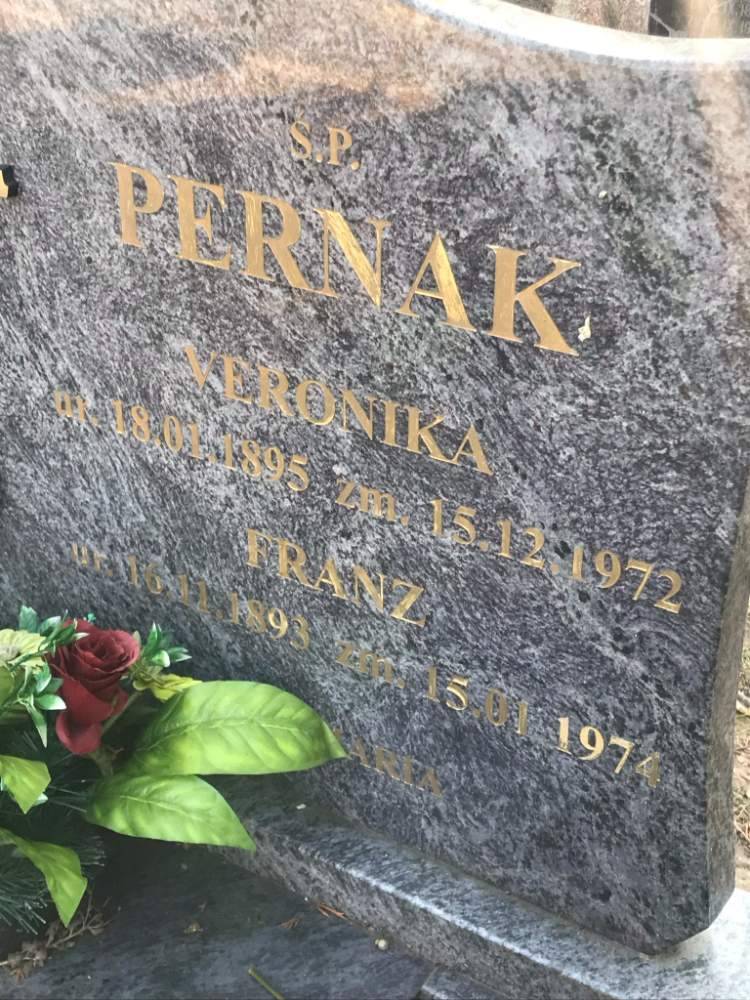 Ś.P.
PERNAK
VERONIKA
ur. 18.01.1895 zm. 15.12.1972
FRANZ
ur. 16.11.1893 zm. 15.01 1974
MARIA